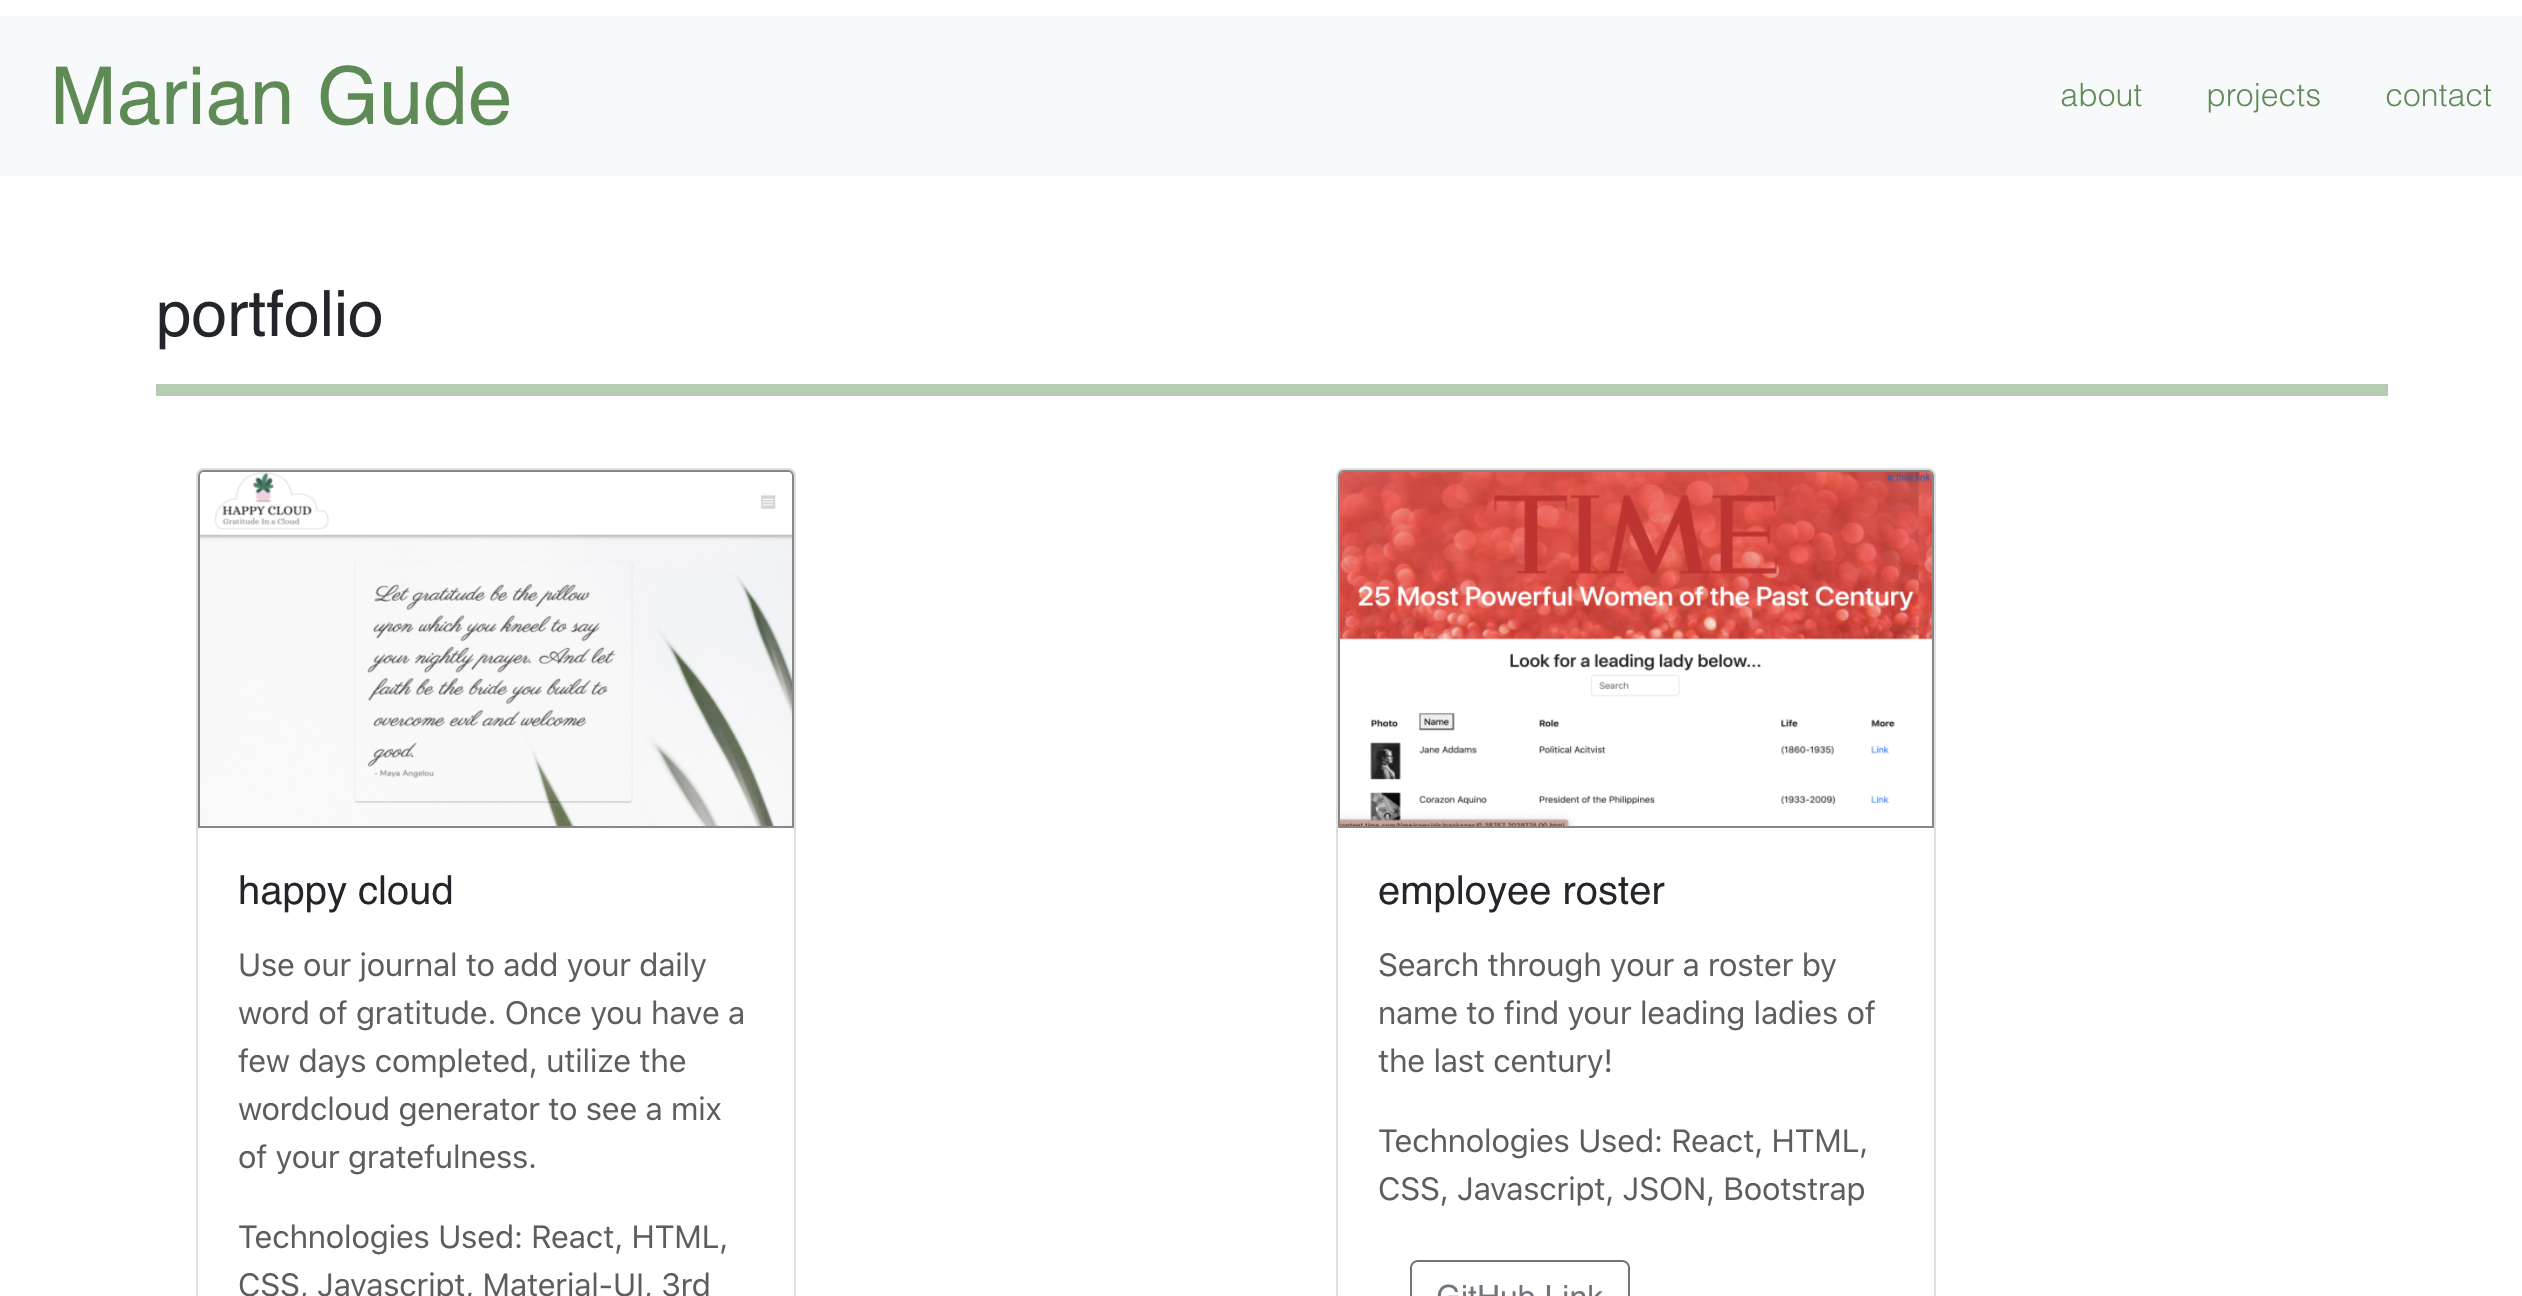 Marian Gude
about projects contact
portfolio
HAPPY CLOUD
Gratitude In a Cloud
Let gratitude be the pillow
upon which you kneel to say
your nightly prayer. And let
faith be the bride you build to
overcome evil and welcome
good.
- Maya Angelou
happy cloud
Use our journal to add your daily
word of gratitude. Once you have a
few days completed, utilize the
wordcloud generator to see a mix
of your gratefulness.
Technologies Used: React, HTML,
CSS, Javascript, Material-UI, 3rd
TIME
25 Most Powerful Women of the Past Century
Look for a leading lady below...
Search
Photo Name Role Life More
Jane Addams Political Acitvist (1860-1935) Link
Corazon Aquino President of the Philippines (1933-2009) Link
employee roster
Search through your a roster by
name to find your leading ladies of
the last century!
Technologies Used: React, HTML,
CSS, Javascript, JSON, Bootstrap
GitHub Link